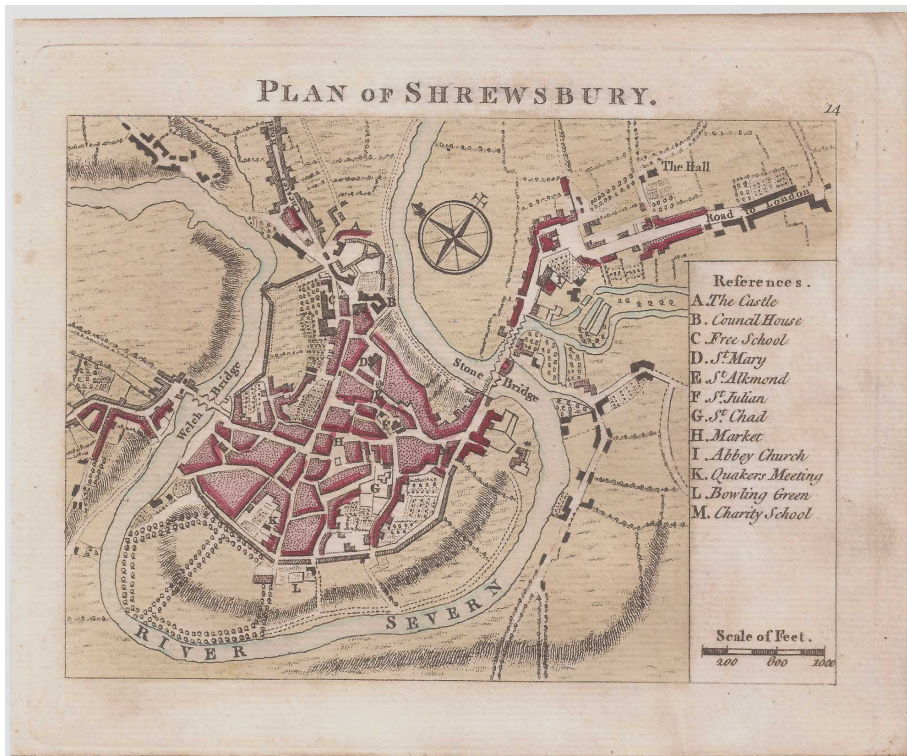 PLAN OF SHREWSBURY.
14
The Hall
Road to London
A
B
C
D
Stone Bridge
Welch Bridge
H
G
K
L
RIVER SEVERN
References.
A. The Castle
B. Council House
C. Free School
D. St. Mary
E. St. Alkmond
F. St. Julian
G. St. Chad
H. Market
I. Abbey Church
K. Quakers Meeting
L. Bowling Green
M. Charity School
Scale of Feet.
200 600 1000